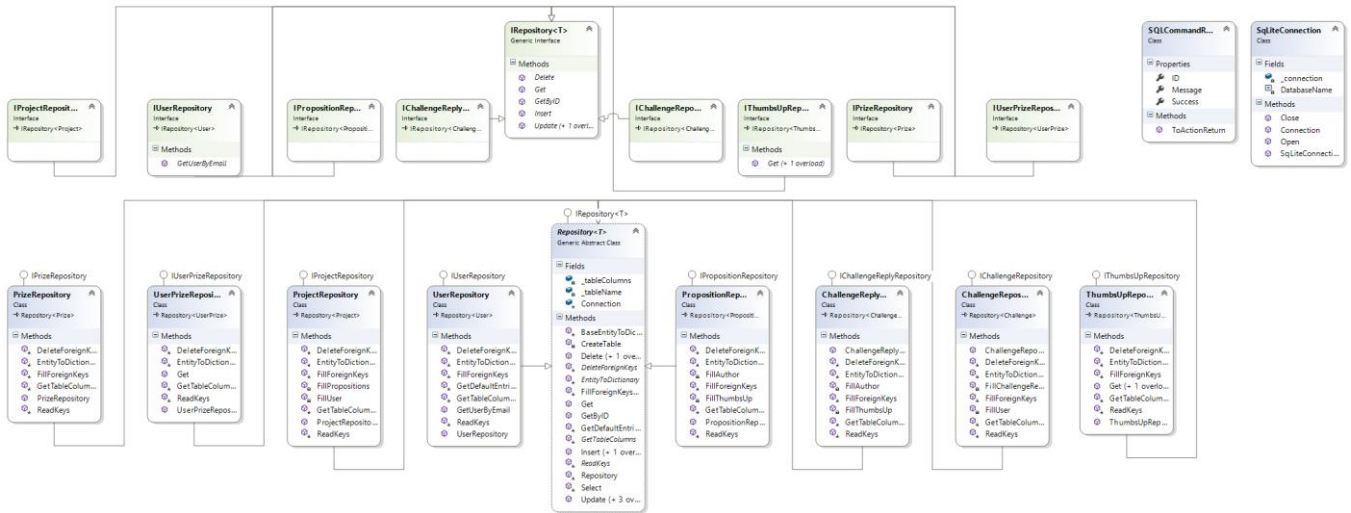 IRepository<T>
Generic Interface
Methods
Delete
Get
GetByID
Insert
Update (+ 1 overl...
SQLCommandR...
Class
Properties
ID
Message
Success
Methods
ToActionReturn
SqLiteConnection
Class
Fields
_connection
DatabaseName
Methods
Close
Connection
Open
SqLiteConnecti...
IProjectReposit...
Interface
IRepository<Project>
IUserRepository
Interface
IRepository<User>
Methods
GetUserByEmail
IPropositionRep...
Interface
IRepository<Propositi...
IChallengeReply...
Interface
IRepository<Challeng...
IChallengeRepo...
Interface
IRepository<Challeng...
IThumbsUpRep...
Interface
IRepository<Thumbs...
Methods
Get (+ 1 overload)
IPrizeRepository
Interface
IRepository<Prize>
IUserPrizeRepos...
Interface
IRepository<UserPrize>
IPrizeRepository
PrizeRepository
Class
Repository<Prize>
Methods
DeleteForeignK...
EntityToDiction...
FillForeignKeys
GetTableColum...
PrizeRepository
ReadKeys
IUserPrizeRepository
UserPrizeReposi...
Class
Repository<UserPrize>
Methods
DeleteForeignK...
EntityToDiction...
Get
GetTableColum...
ReadKeys
UserPrizeRepos...
IProjectRepository
ProjectRepository
Class
Repository<Project>
Methods
DeleteForeignK...
EntityToDiction...
FillForeignKeys
FillPropositions
FillUser
GetTableColum...
ProjectReposito...
ReadKeys
IUserRepository
UserRepository
Class
Repository<User>
Methods
DeleteForeignK...
EntityToDiction...
FillForeignKeys
GetDefaultEntri...
GetTableColum...
GetUserByEmail
ReadKeys
UserRepository
IRepository<T>
Repository<T>
Generic Abstract Class
Fields
_tableColumns
_tableName
Connection
Methods
BaseEntityToDic...
CreateTable
Delete (+ 1 ove...
DeleteForeignKeys
EntityToDictionary
FillForeignKeys...
Get
GetByID
GetDefaultEntri...
GetTableColumns
Insert (+ 1 over...
ReadKeys
Repository
Select
Update (+ 3 ov...
IPropositionRepository
PropositionRep...
Class
Repository<Propositi...
Methods
DeleteForeignK...
EntityToDiction...
FillAuthor
FillForeignKeys
FillThumbsUp
GetTableColum...
PropositionRep...
ReadKeys
IChallengeReplyRepository
ChallengeReply...
Class
Repository<Challenge...
Methods
ChallengeReply...
DeleteForeignK...
EntityToDiction...
FillAuthor
FillForeignKeys
FillThumbsUp
GetTableColum...
ReadKeys
IChallengeRepository
ChallengeRepos...
Class
Repository<Challenge>
Methods
ChallengeRepo...
DeleteForeignK...
EntityToDiction...
FillChallengeRe...
FillForeignKeys
FillUser
GetTableColum...
ReadKeys
IThumbsUpRepository
ThumbsUpRepo...
Class
Repository<ThumbsU...
Methods
DeleteForeignK...
EntityToDiction...
FillForeignKeys
Get (+ 1 overlo...
GetTableColum...
ReadKeys
ThumbsUpRep...